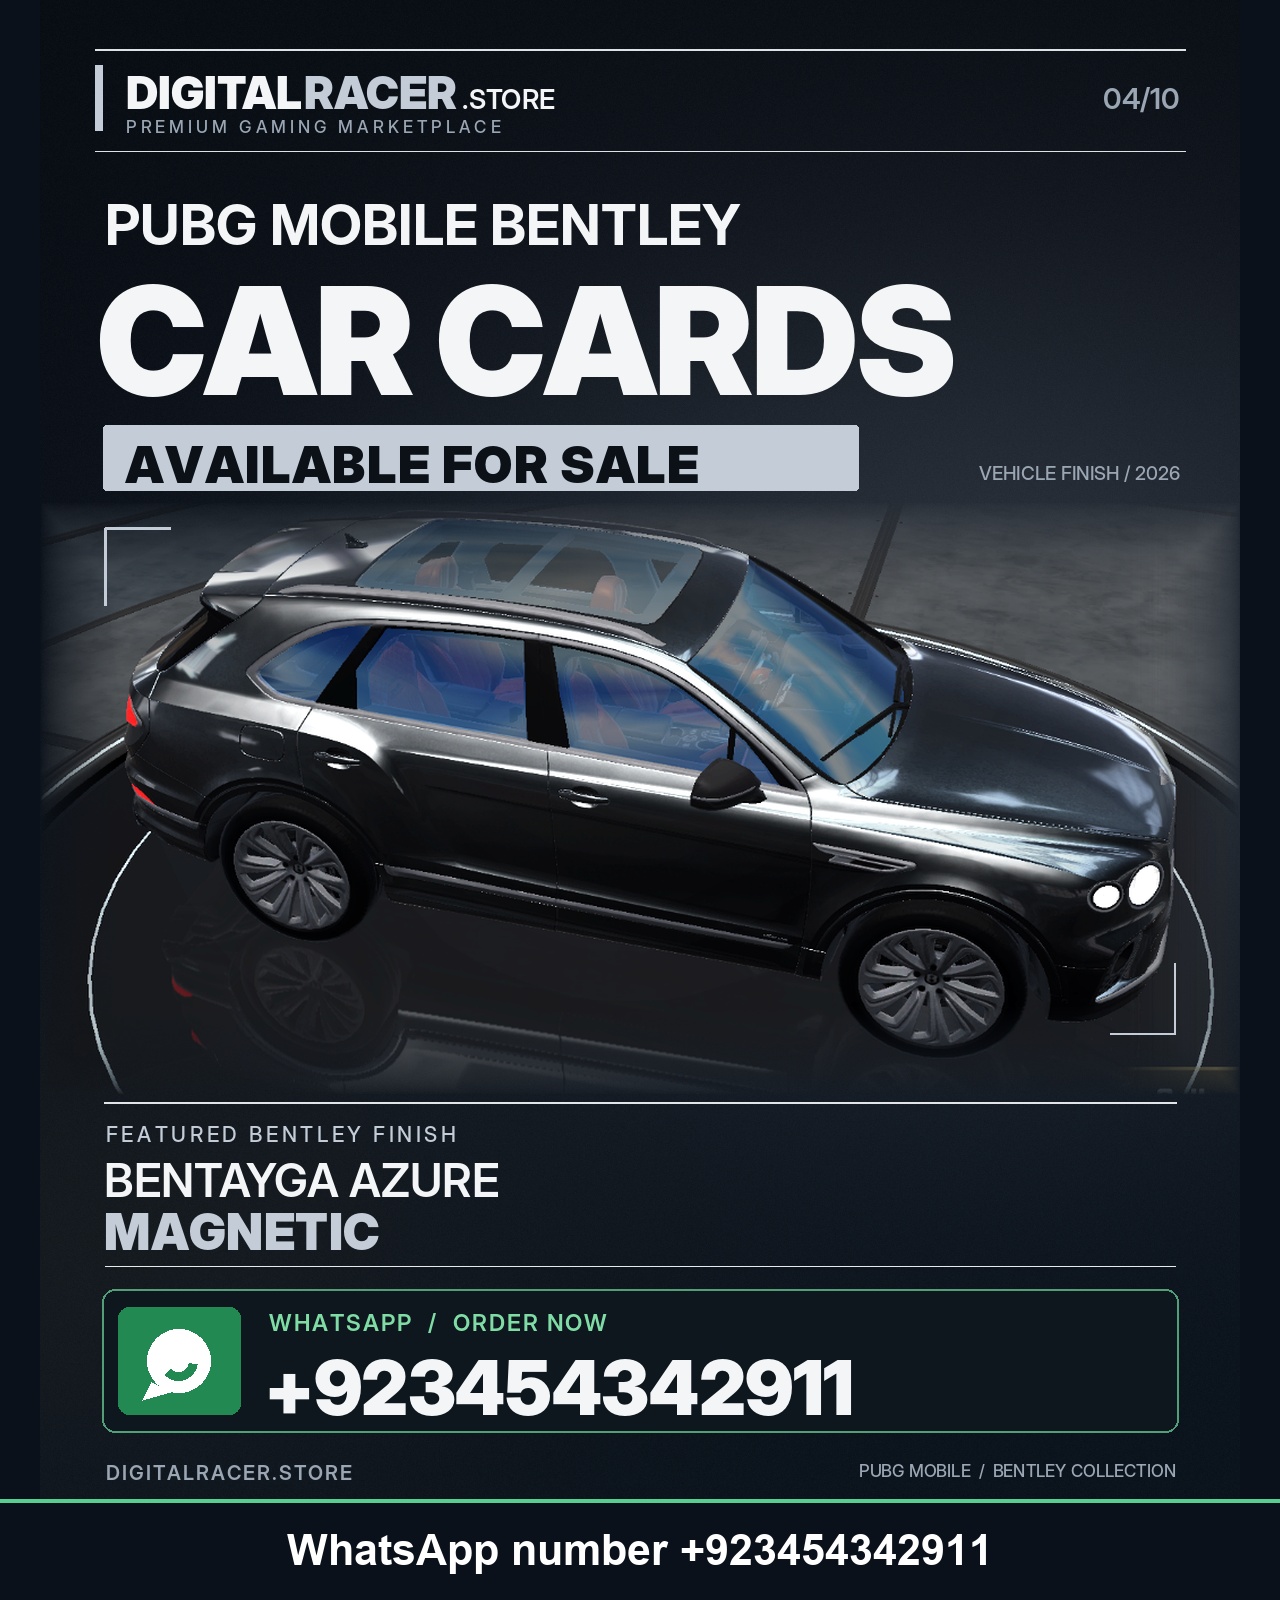 DIGITALRACER.STORE
PREMIUM GAMING MARKETPLACE
04/10
PUBG MOBILE BENTLEY
CAR CARDS
AVAILABLE FOR SALE
VEHICLE FINISH / 2026
FEATURED BENTLEY FINISH
BENTAYGA AZURE
MAGNETIC
WHATSAPP / ORDER NOW
+923454342911
DIGITALRACER.STORE
PUBG MOBILE / BENTLEY COLLECTION
WhatsApp number +923454342911